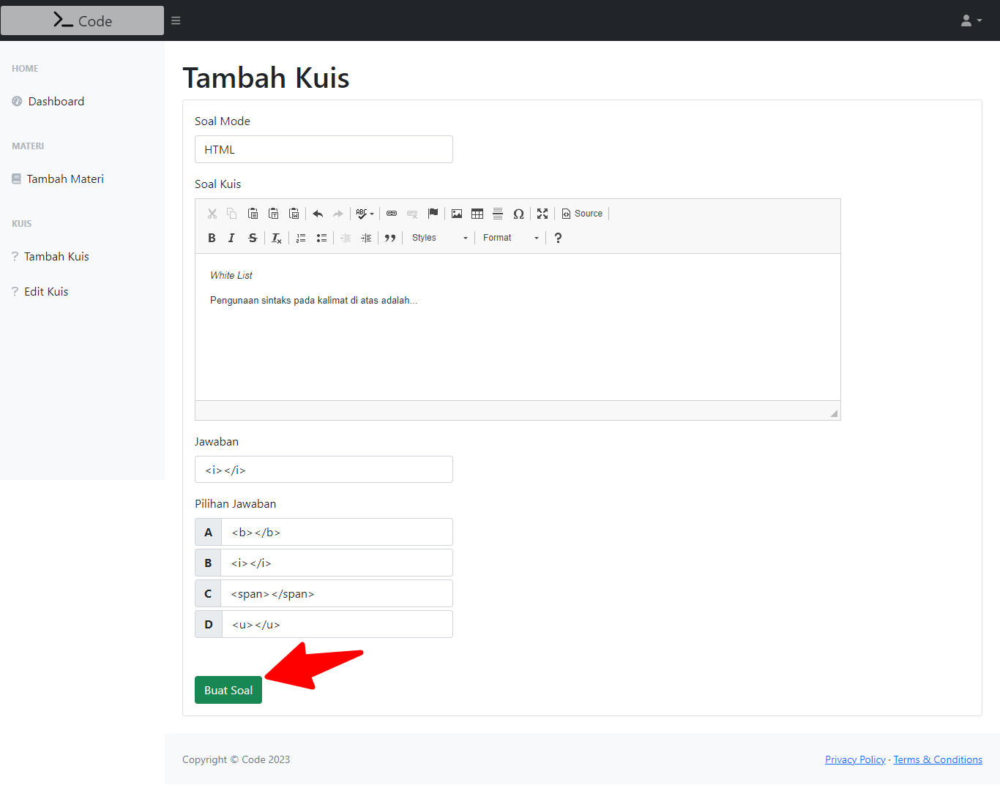 Code
HOME
Dashboard
MATERI
Tambah Materi
KUIS
? Tambah Kuis
? Edit Kuis
Tambah Kuis
Soal Mode
HTML
Soal Kuis
ABC
Source
B I S Tx
Styles
Format
?
White List
Pengunaan sintaks pada kalimat di atas adalah...
Jawaban
<i></i>
Pilihan Jawaban
A <b></b>
B <i></i>
C <span></span>
D <u></u>
Buat Soal
Copyright © Code 2023
Privacy Policy · Terms & Conditions